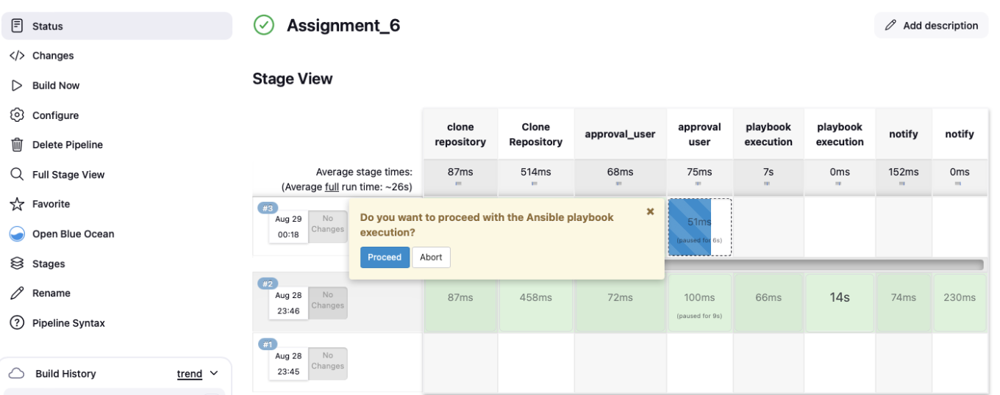 Status
Changes
Build Now
Configure
Delete Pipeline
Full Stage View
Favorite
Open Blue Ocean
Stages
Rename
Pipeline Syntax
Build History trend
Assignment_6
Add description
Stage View
clone repository Clone Repository approval_user approval user playbook execution playbook execution notify notify
Average stage times: 87ms 514ms 68ms 75ms 7s 0ms 152ms 0ms
(Average full run time: ~26s)
#3
Aug 29 No
00:18 Changes
Do you want to proceed with the Ansible playbook
execution?
Proceed Abort
51ms
(paused for 6s)
#2
Aug 28 No
23:46 Changes
87ms 458ms 72ms 100ms 66ms 14s 74ms 230ms
(paused for 9s)
#1
Aug 28 No
23:45 Changes